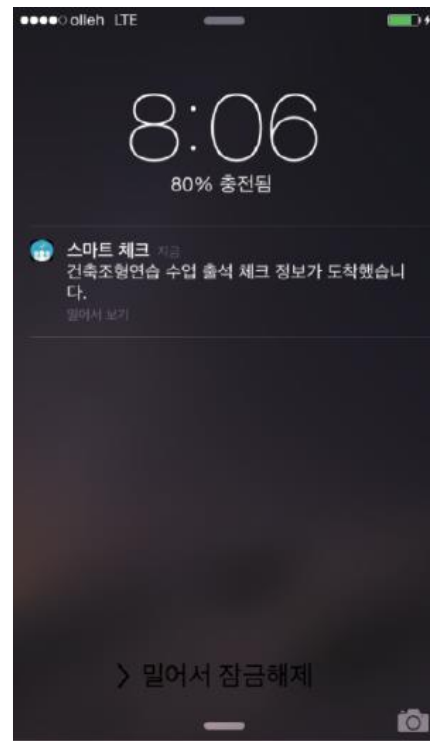 olleh LTE
8:06
80% 충전됨
스마트 체크 지금
건축조형연습 수업 출석 체크 정보가 도착했습니
다.
밀어서 보기
> 밀어서 잠금해제